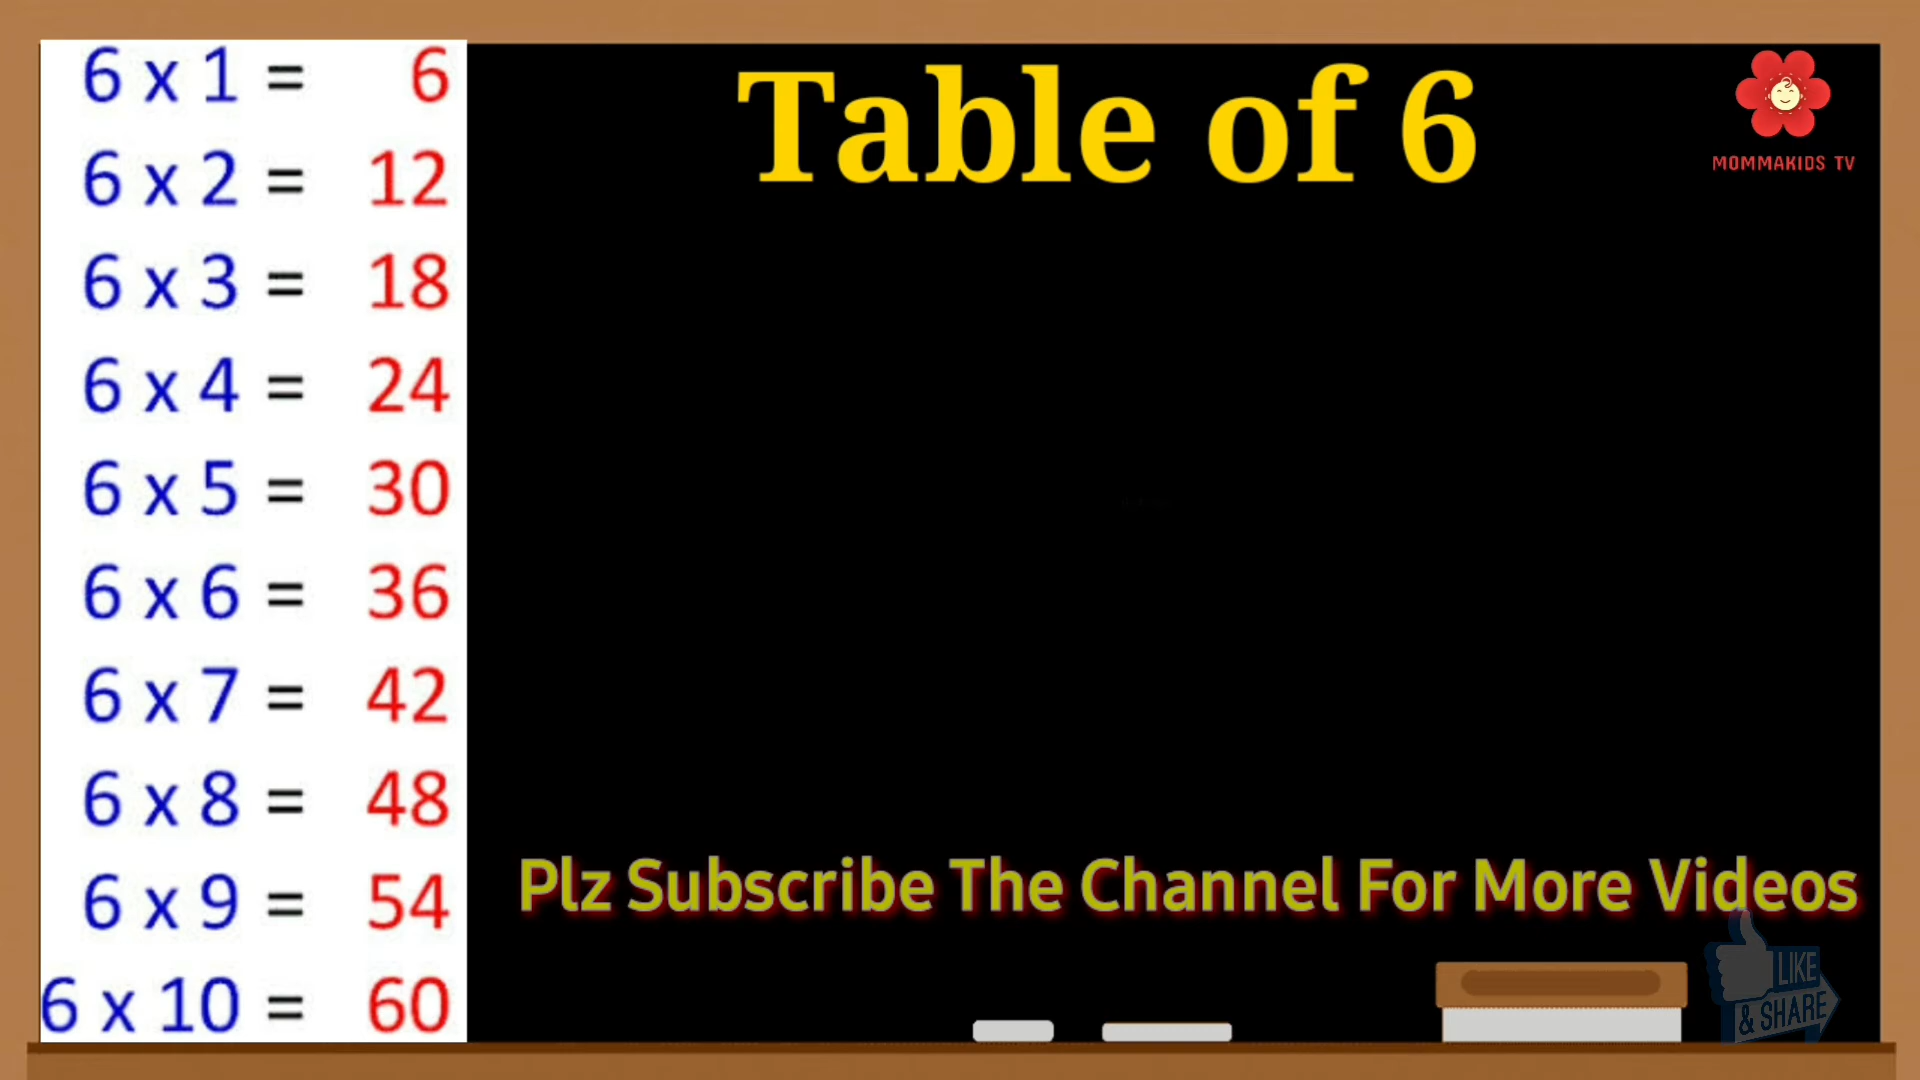 6 x 1 = 6
6 x 2 = 12
6 x 3 = 18
6 x 4 = 24
6 x 5 = 30
6 x 6 = 36
6 x 7 = 42
6 x 8 = 48
6 x 9 = 54
6 x 10 = 60
Table of 6
MOMMAKIDS TV
Plz Subscribe The Channel For More Videos
LIKE
& SHARE